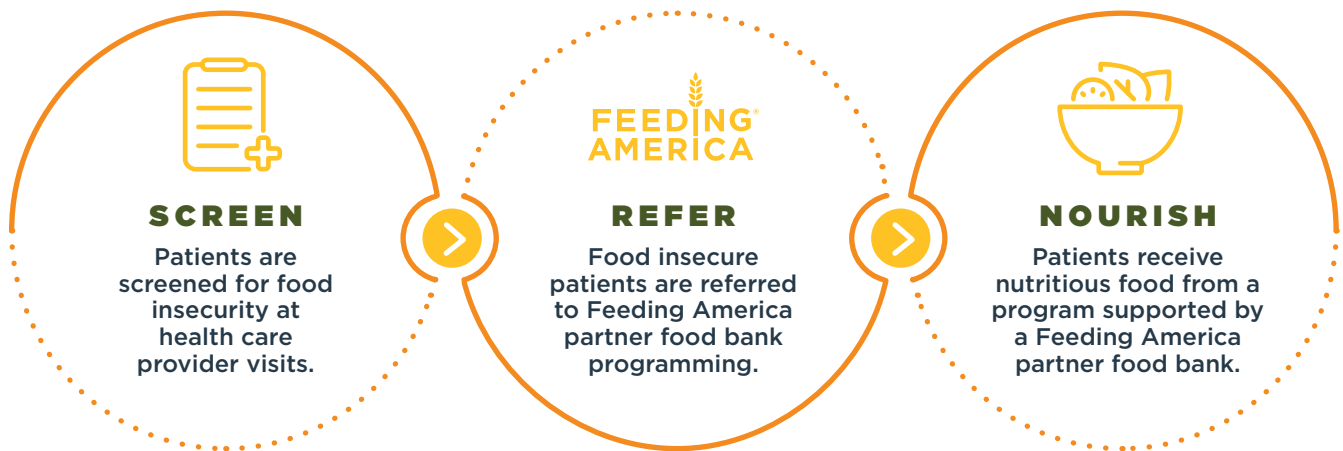 SCREEN
Patients are
screened for food
insecurity at
health care
provider visits.
FEEDING®
AMERICA
REFER
Food insecure
patients are referred
to Feeding America
partner food bank
programming.
NOURISH
Patients receive
nutritious food from a
program supported by
a Feeding America
partner food bank.